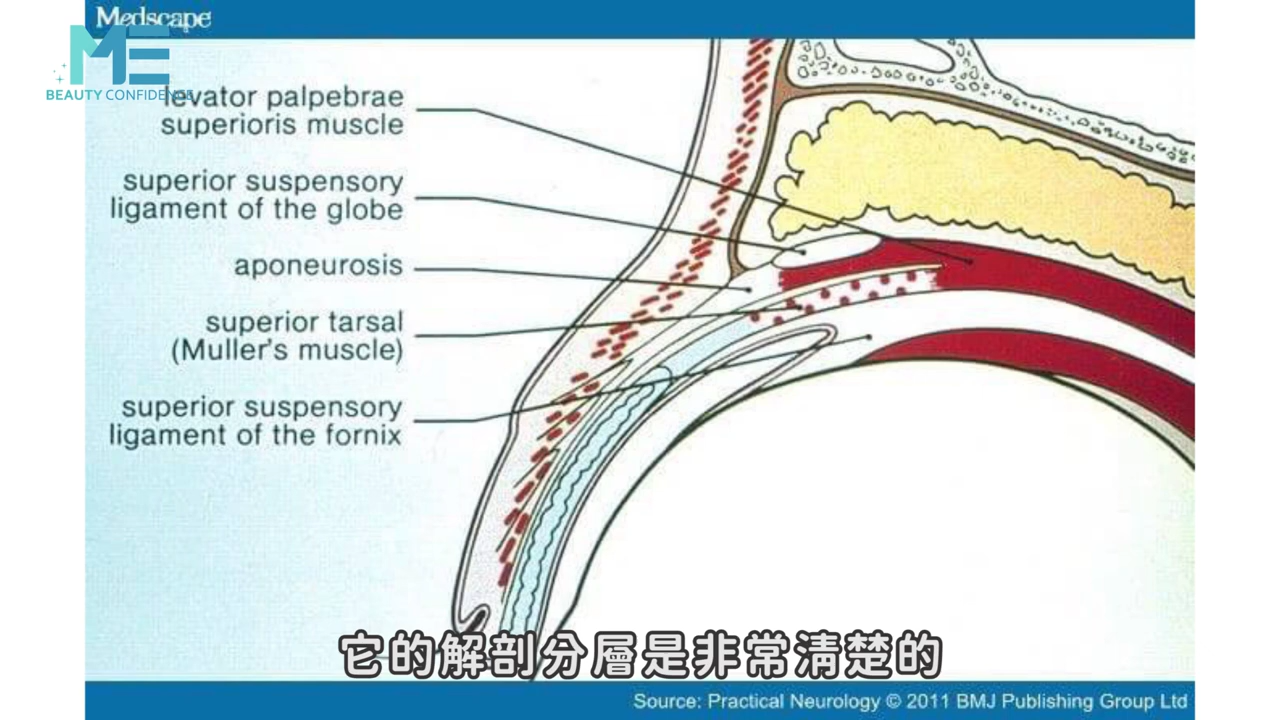 Medscape
ME
BEAUTY CONFIDENCE
levator palpebrae
superioris muscle
superior suspensory
ligament of the globe
aponeurosis
superior tarsal
(Muller's muscle)
superior suspensory
ligament of the fornix
它的解剖分層是非常清楚的
Source: Practical Neurology © 2011 BMJ Publishing Group Ltd